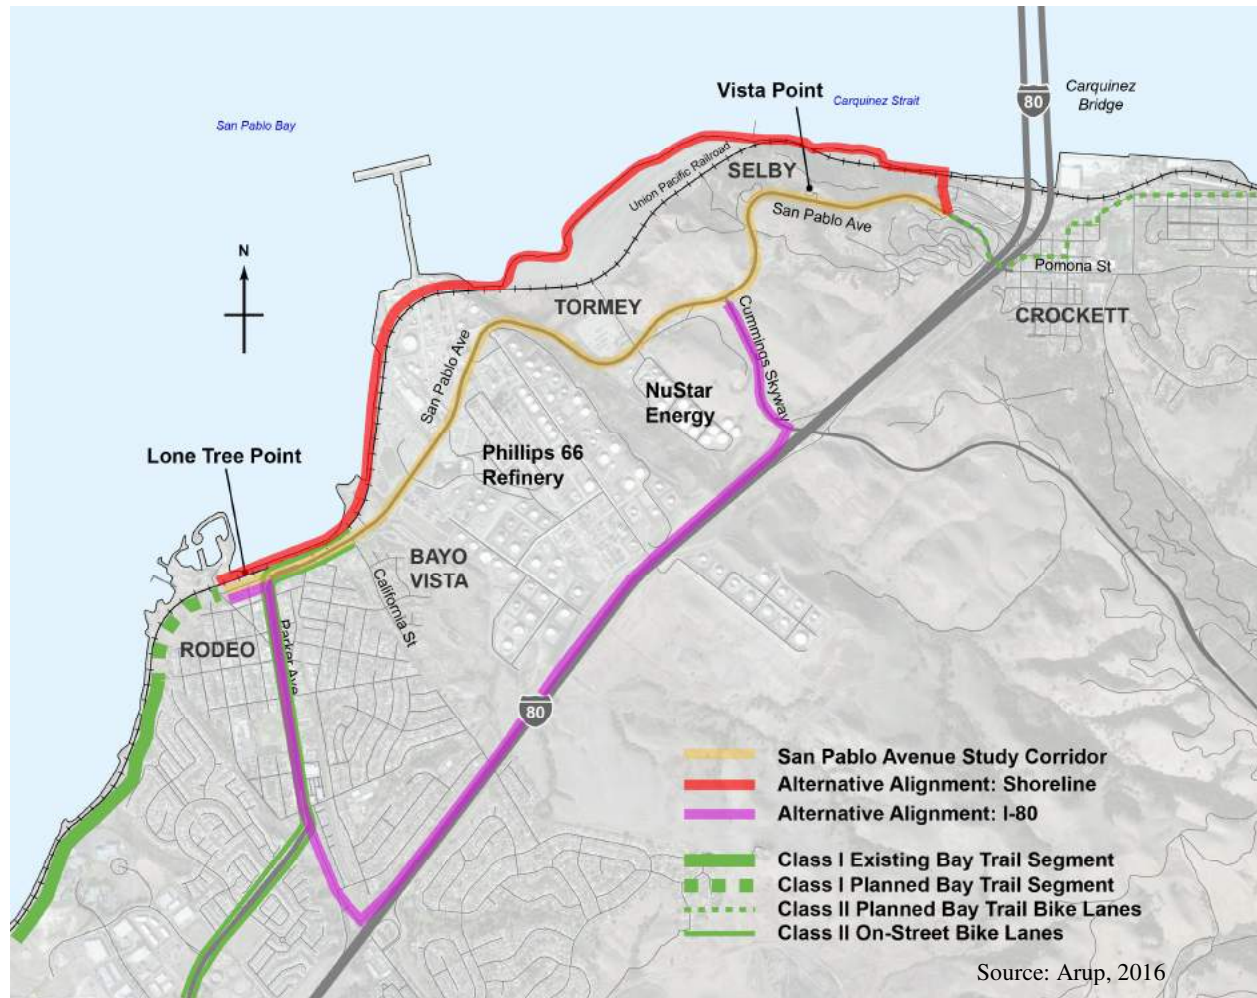 80
Carquinez
Bridge
Vista Point
Carquinez Strait
San Pablo Bay
Union Pacific Railroad
SELBY
San Pablo Ave
N
Pomona St
CROCKETT
TORMEY
Cummings Skyway
San Pablo Ave
NuStar
Energy
Phillips 66
Refinery
Lone Tree Point
BAYO
VISTA
California St
RODEO
Parker Ave
80
San Pablo Avenue Study Corridor
Alternative Alignment: Shoreline
Alternative Alignment: I-80
Class I Existing Bay Trail Segment
Class I Planned Bay Trail Segment
Class II Planned Bay Trail Bike Lanes
Class II On-Street Bike Lanes
Source: Arup, 2016